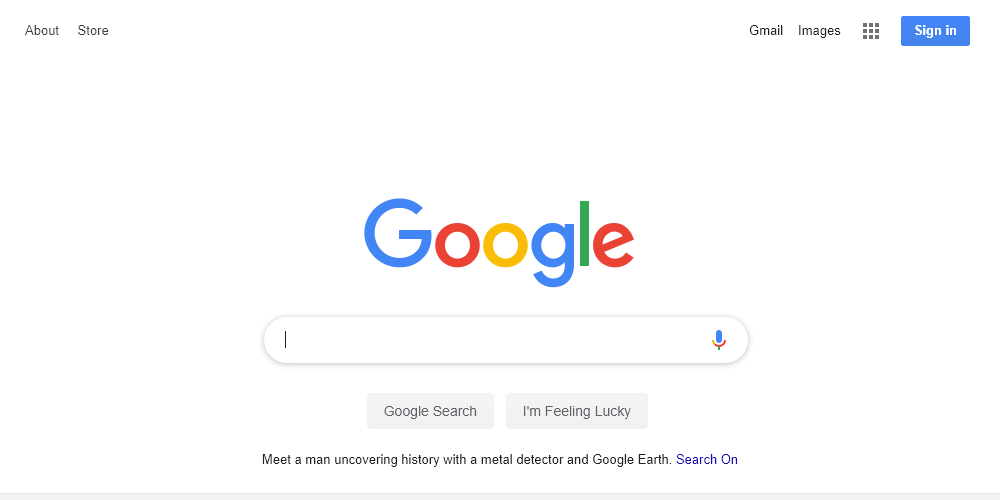 About Store Gmail Images Sign in
Google
Google Search I'm Feeling Lucky
Meet a man uncovering history with a metal detector and Google Earth. Search On